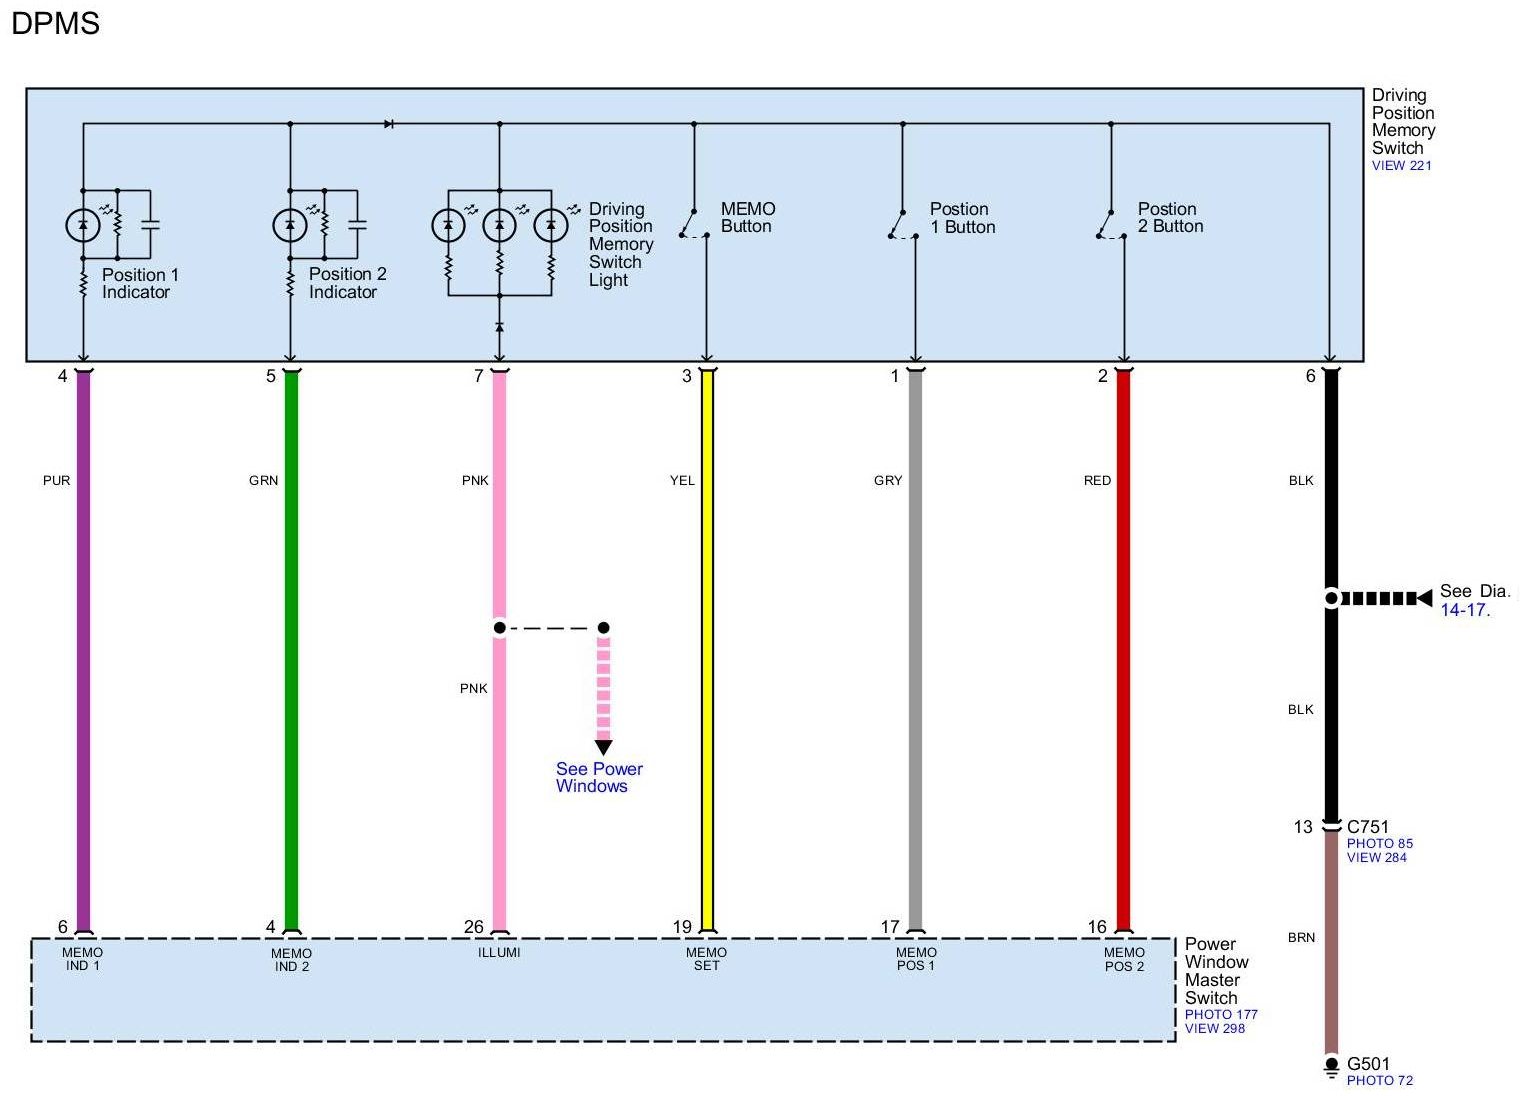 DPMS
Driving
Position
Memory
Switch
VIEW 221
Position 1
Indicator
Position 2
Indicator
Driving
Position
Memory
Switch
Light
MEMO
Button
Postion
1 Button
Postion
2 Button
4 5 7 3 1 2 6
PUR GRN PNK YEL GRY RED BLK
See Dia.
14-17.
PNK
BLK
See Power
Windows
13 C751
PHOTO 85
VIEW 284
6 4 26 19 17 16
MEMO
IND 1
MEMO
IND 2
ILLUMI
MEMO
SET
MEMO
POS 1
MEMO
POS 2
Power
Window
Master
Switch
PHOTO 177
VIEW 298
BRN
G501
PHOTO 72